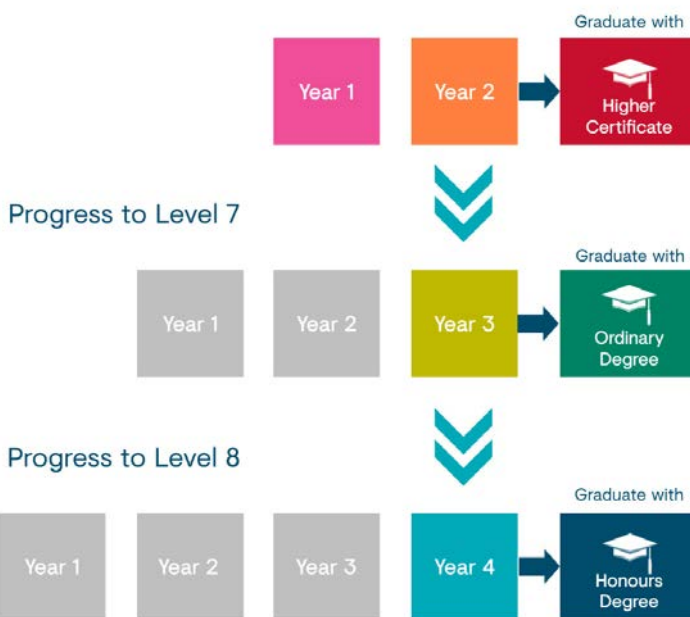 Graduate with
Year 1
Year 2
Higher
Certificate
Progress to Level 7
Graduate with
Year 1
Year 2
Year 3
Ordinary
Degree
Progress to Level 8
Graduate with
Year 1
Year 2
Year 3
Year 4
Honours
Degree